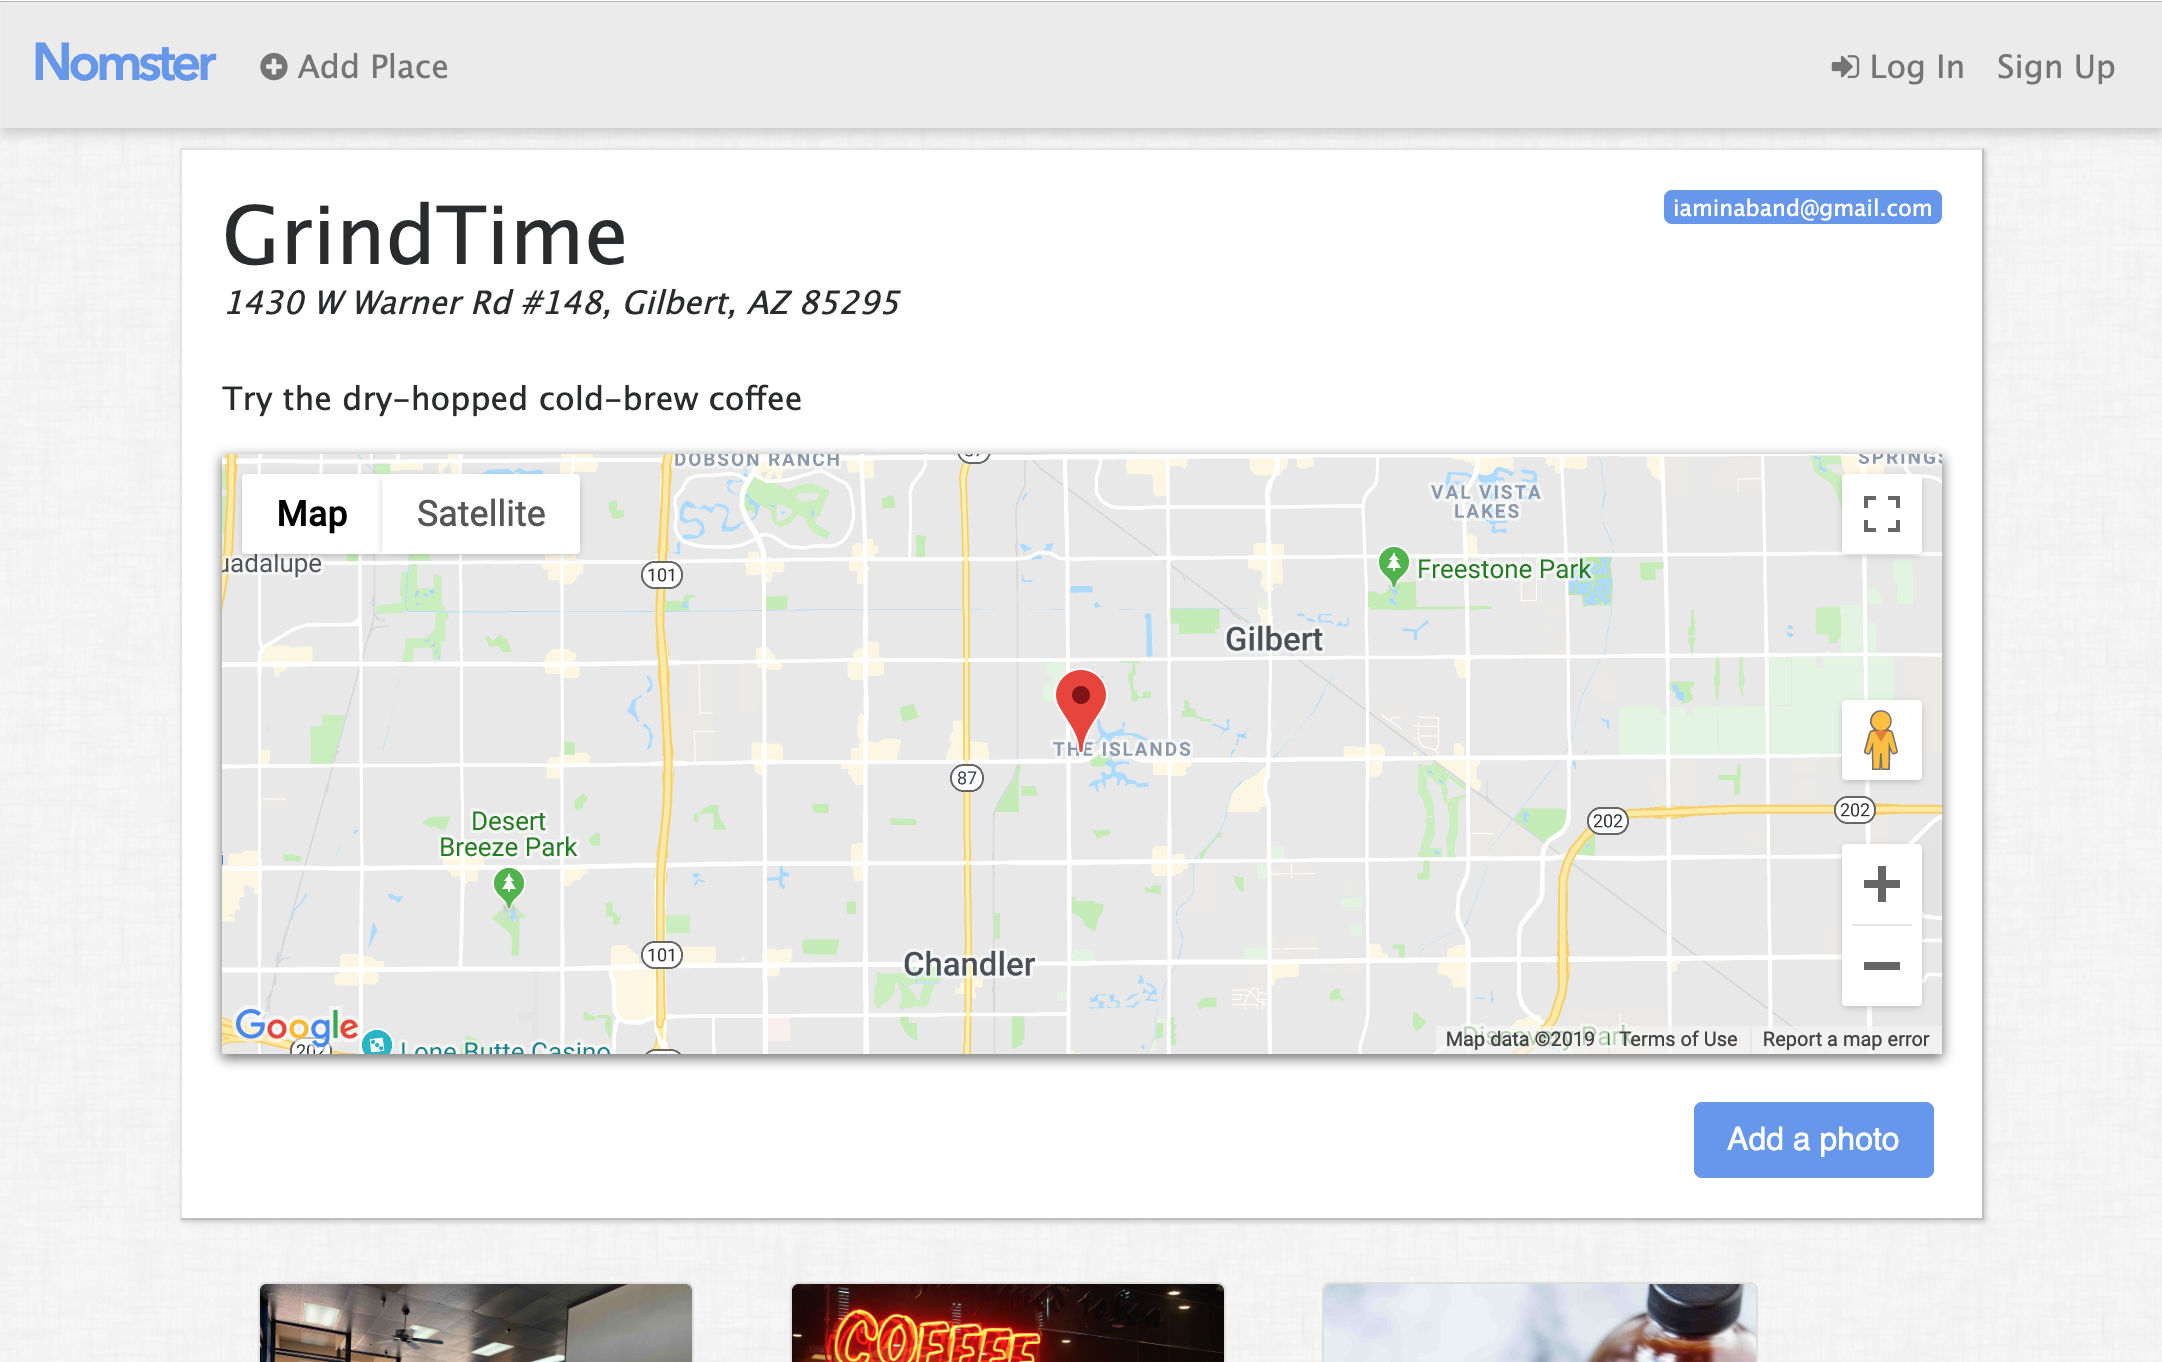 Nomster
Add Place
Log In
Sign Up
GrindTime
iaminaband@gmail.com
1430 W Warner Rd #148, Gilbert, AZ 85295
Try the dry-hopped cold-brew coffee
DOBSON RANCH
SPRINGS
Map
Satellite
VAL VISTA
LAKES
uadalupe
101
Freestone Park
Gilbert
THE ISLANDS
87
Desert
Breeze Park
202
202
101
Chandler
Google
202
Lone Butte Casino
Discovery Park
Map data ©2019
Terms of Use
Report a map error
Add a photo
COFFEE